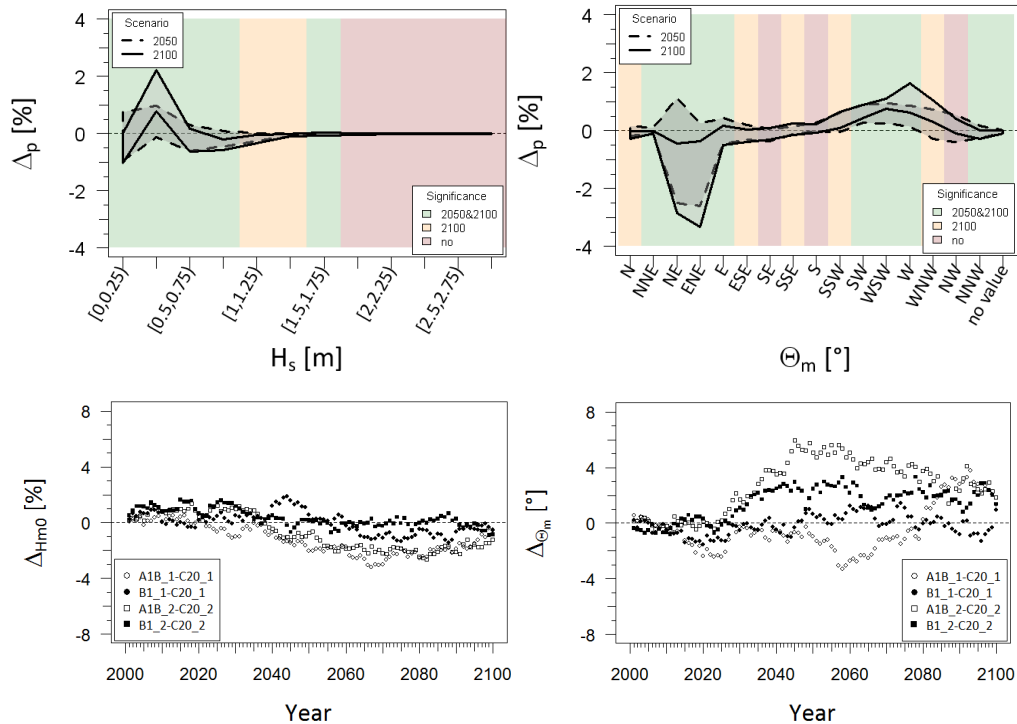 Scenario
2050
2100
4
2
0
-2
-4
Δp [%]
Significance
2050&2100
2100
no
[0,0.25)
[0.5,0.75)
[1,1.25)
[1.5,1.75)
[2,2.25)
[2.5,2.75)
Hs [m]
Scenario
2050
2100
4
2
0
-2
-4
Δp [%]
Significance
2050&2100
2100
no
N
NNE
NE
ENE
E
ESE
SE
SSE
S
SSW
SW
WSW
W
WNW
NW
NNW
no value
Θm [°]
8
4
0
-4
-8
ΔHm0 [%]
A1B_1-C20_1
B1_1-C20_1
A1B_2-C20_2
B1_2-C20_2
2000 2020 2040 2060 2080 2100
Year
8
4
0
-4
-8
ΔΘm [°]
A1B_1-C20_1
B1_1-C20_1
A1B_2-C20_2
B1_2-C20_2
2000 2020 2040 2060 2080 2100
Year